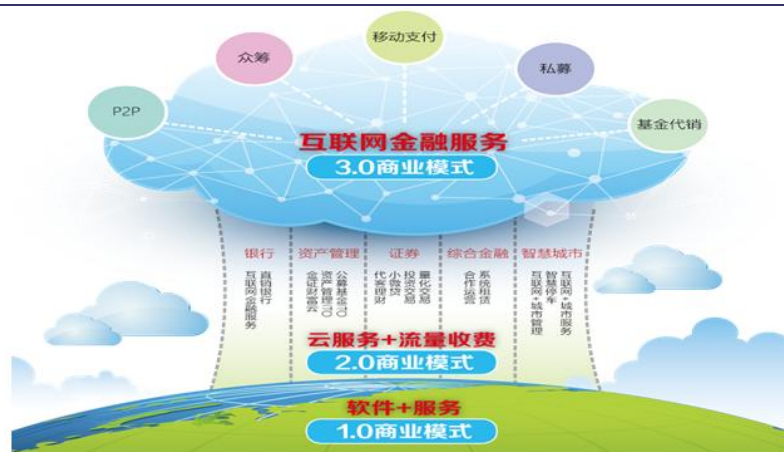 移动支付
众筹
私募
P2P
基金代销
互联网金融服务
3.0商业模式
银行
资产管理
证券
综合金融
智慧城市
直销银行
互联网金融服务
公募基金TO
资产管理TO
金证财富云
量化交易
投资交易
小微贷
代客理财
系统租赁
合作运营
互联网+城市服务
智慧停车
互联网+城市管理
云服务+流量收费
2.0商业模式
软件+服务
1.0商业模式